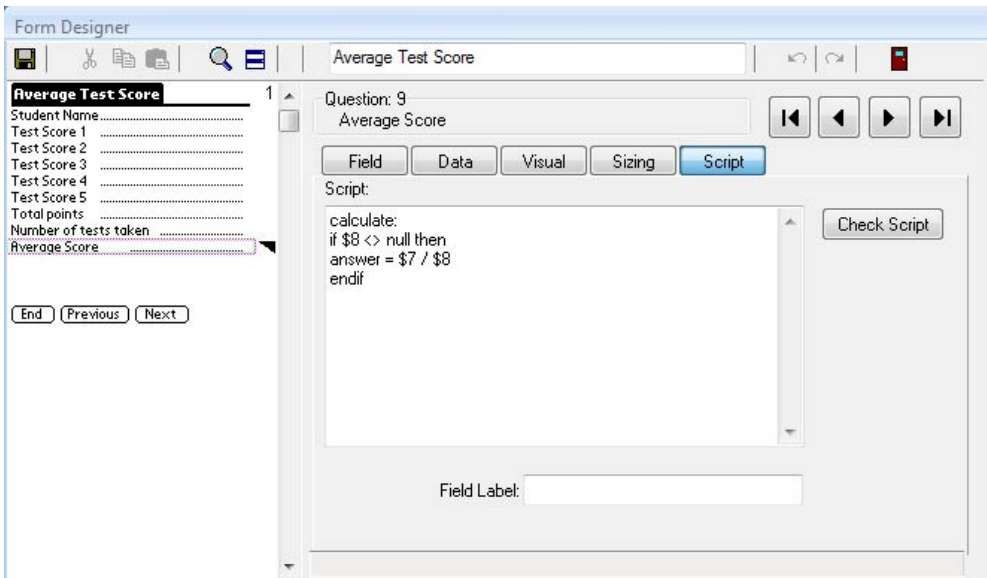 Form Designer
Average Test Score
Average Test Score 1
Student Name
Test Score 1
Test Score 2
Test Score 3
Test Score 4
Test Score 5
Total points
Number of tests taken
Average Score
End Previous Next
Question: 9
Average Score
Field Data Visual Sizing Script
Script:
calculate:
if $8 <> null then
answer = $7 / $8
endif
Check Script
Field Label: